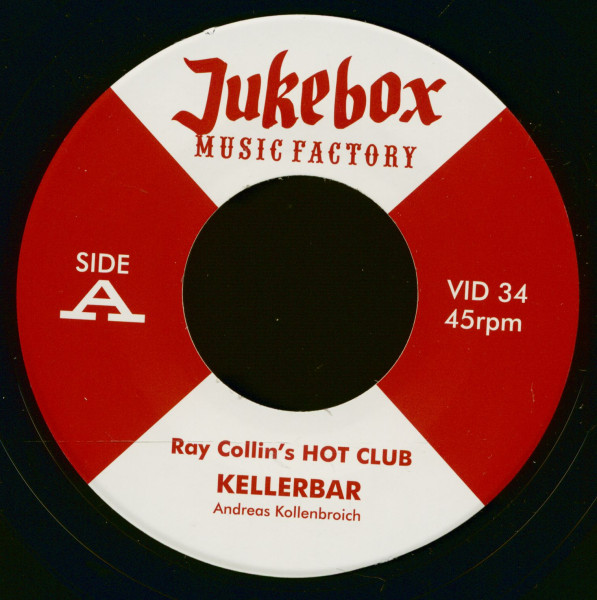 Jukebox
MUSIC FACTORY
SIDE
A
VID 34
45rpm
Ray Collin's HOT CLUB
KELLERBAR
Andreas Kollenbroich